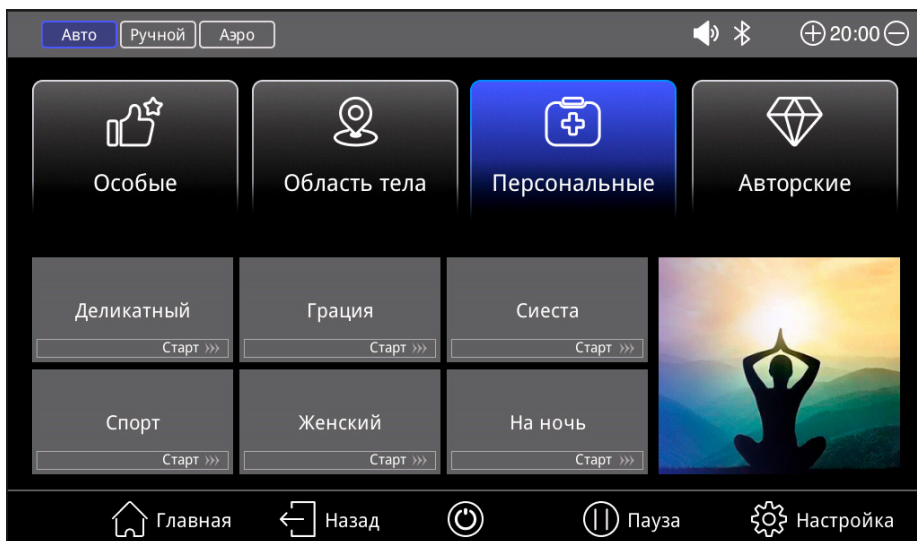 Авто Ручной Аэро 20:00
Особые Область тела Персональные Авторские
Деликатный Грация Сиеста
Старт Старт Старт
Спорт Женский На ночь
Старт Старт Старт
Главная Назад Пауза Настройка